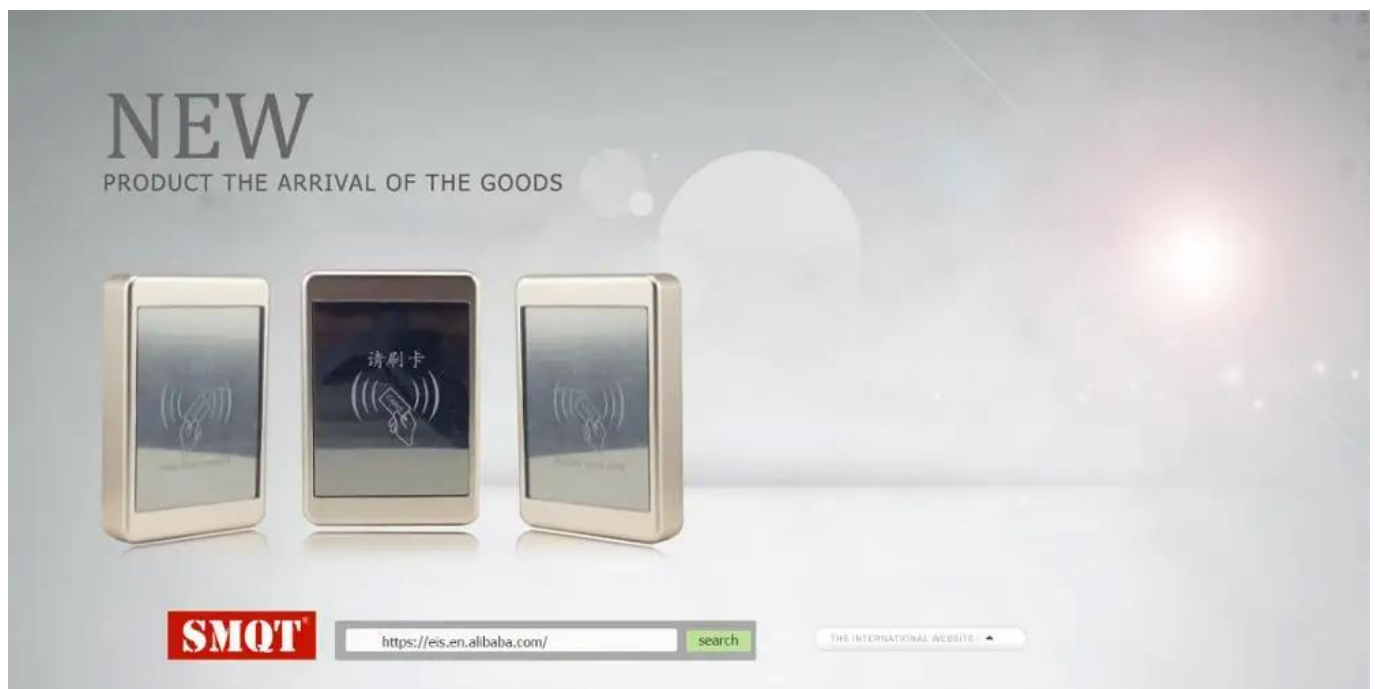 NEW
PRODUCT THE ARRIVAL OF THE GOODS
请刷卡
SMQT
https://eis.en.alibaba.com/
search
THE INTERNATIONAL WEBSITE :